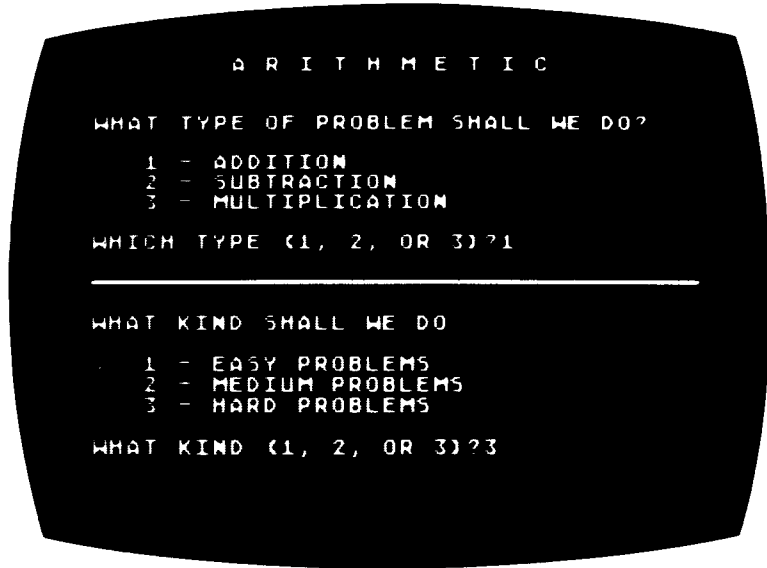 A R I T H M E T I C
WHAT TYPE OF PROBLEM SHALL WE DO?
1 - ADDITION
2 - SUBTRACTION
3 - MULTIPLICATION
WHICH TYPE (1, 2, OR 3)?1
WHAT KIND SHALL WE DO
1 - EASY PROBLEMS
2 - MEDIUM PROBLEMS
3 - HARD PROBLEMS
WHAT KIND (1, 2, OR 3)?3